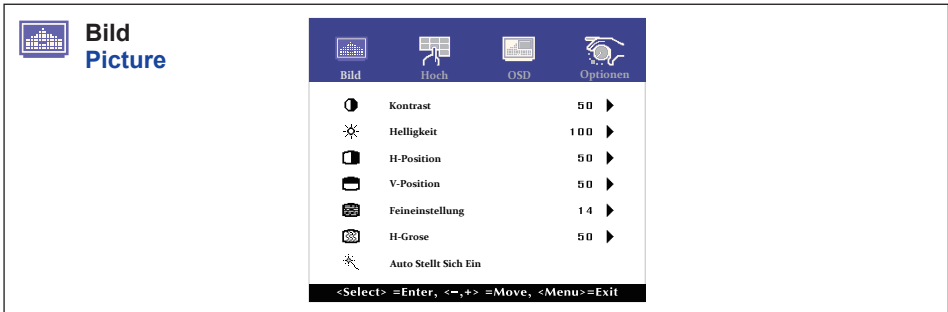 Bild
Picture
Bild Hoch OSD Optionen
Kontrast 50
Helligkeit 100
H-Position 50
V-Position 50
Feineinstellung 14
H-Grose 50
Auto Stellt Sich Ein
<Select> =Enter, <−,+> =Move, <Menu>=Exit